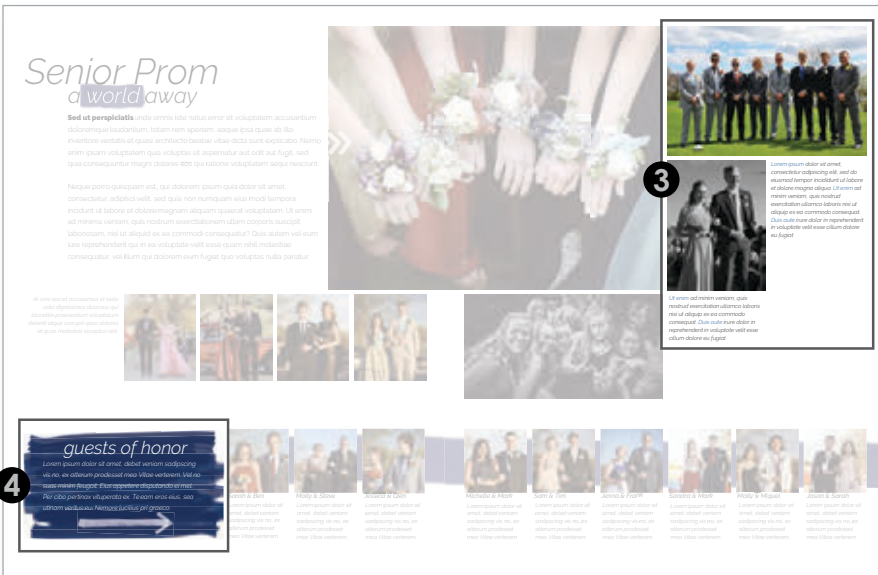 Senior Prom
a world away
Sed ut perspiciatis unde omnis iste natus error sit voluptatem accusantium
doloremque laudantium, totam rem aperiam, eaque ipsa quae ab illo
inventore veritatis et quasi architecto beatae vitae dicta sunt explicabo. Nemo
enim ipsam voluptatem quia voluptas sit aspernatur aut odit aut fugit, sed
quia consequuntur magni dolores eos qui ratione voluptatem sequi nesciunt.
Neque porro quisquam est, qui dolorem ipsum quia dolor sit amet,
consectetur, adipisci velit, sed quia non numquam eius modi tempora
incidunt ut labore et dolore magnam aliquam quaerat voluptatem. Ut enim
ad minima veniam, quis nostrum exercitationem ullam corporis suscipit
laboriosam, nisi ut aliquid ex ea commodi consequatur? Quis autem vel eum
iure reprehenderit qui in ea voluptate velit esse quam nihil molestiae
consequatur, vel illum qui dolorem eum fugiat quo voluptas nulla pariatur
3
Lorem ipsum dolor sit amet,
consectetur adipiscing elit, sed do
eiusmod tempor incididunt ut labore
et dolore magna aliqua. Ut enim ad
minim veniam, quis nostrud
exercitation ullamco laboris nisi ut
aliquip ex ea commodo consequat.
Duis aute irure dolor in reprehenderit
in voluptate velit esse cillum dolore
eu fugiat
Ut enim ad minim veniam, quis
nostrud exercitation ullamco laboris
nisi ut aliquip ex ea commodo
consequat. Duis aute irure dolor in
reprehenderit in voluptate velit esse
cillum dolore eu fugiat
4
guests of honor
Lorem ipsum dolor sit amet, debet veniam sadipscing
vis no, ex alterum prodesset mea Vitae verterem. Vel no
suas minim feugait. Eius appetere disputando ei mel.
Per cibo pertinax vituperata ex. Te eam eros eius, sea
utinam veritus eu. Nemore lucilius pri graeco.
Sarah & Ben
Molly & Steve
Jessica & Glen
Michelle & Mark
Sam & Tim
Jenna & Frank
Sandra & Mark
Molly & Miguel
Jason & Sarah